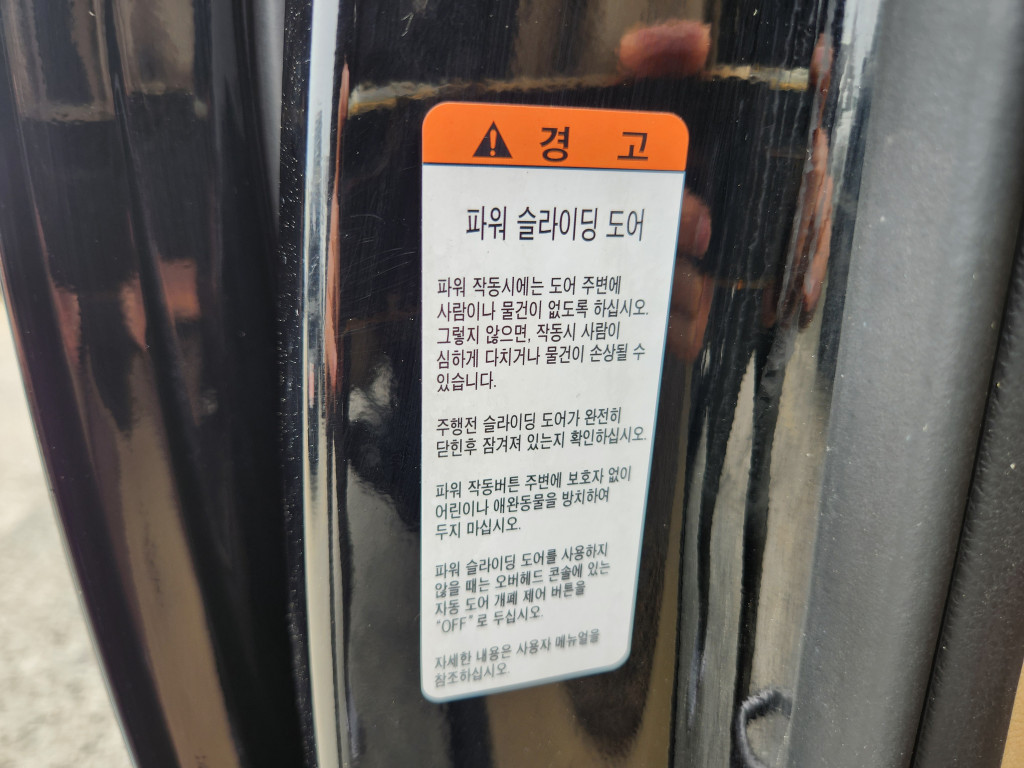 경 고
파워 슬라이딩 도어
파워 작동시에는 도어 주변에
사람이나 물건이 없도록 하십시오.
그렇지 않으면, 작동시 사람이
심하게 다치거나 물건이 손상될 수
있습니다.
주행전 슬라이딩 도어가 완전히
닫힌후 잠겨져 있는지 확인하십시오.
파워 작동버튼 주변에 보호자 없이
어린이나 애완동물을 방치하여
두지 마십시오.
파워 슬라이딩 도어를 사용하지
않을 때는 오버헤드 콘솔에 있는
자동 도어 개폐 제어 버튼을
"OFF"로 두십시오.
자세한 내용은 사용자 메뉴얼을
참조하십시오.